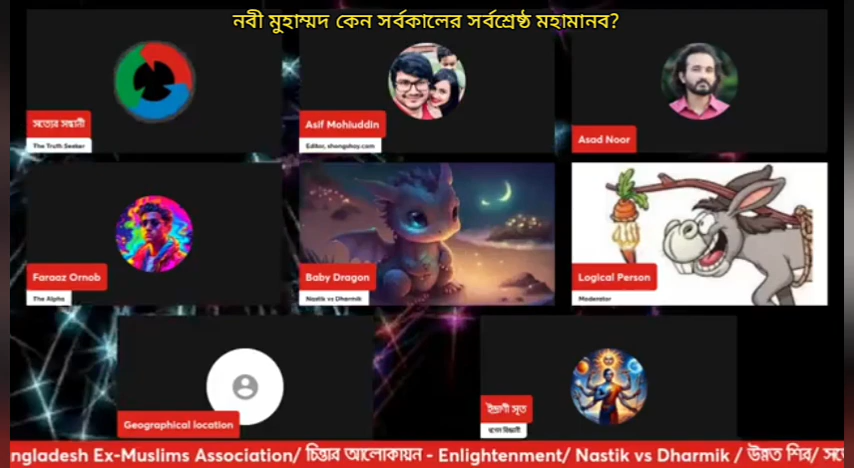 নবী মুহাম্মদ কেন সর্বকালের সর্বশ্রেষ্ঠ মহামানব?
সত্যের সন্ধানী
The Truth Seeker
Asif Mohiuddin
Editor, shongshoy.com
Asad Noor
Faraaz Ornob
The Alpha
Baby Dragon
Nastik vs Dharmik
Logical Person
Moderator
Geographical location
ইন্দ্রাণী সূত
ngladesh Ex-Muslims Association/ চিন্তার আলোকায়ন - Enlightenment/ Nastik vs Dharmik / উন্নত শির/